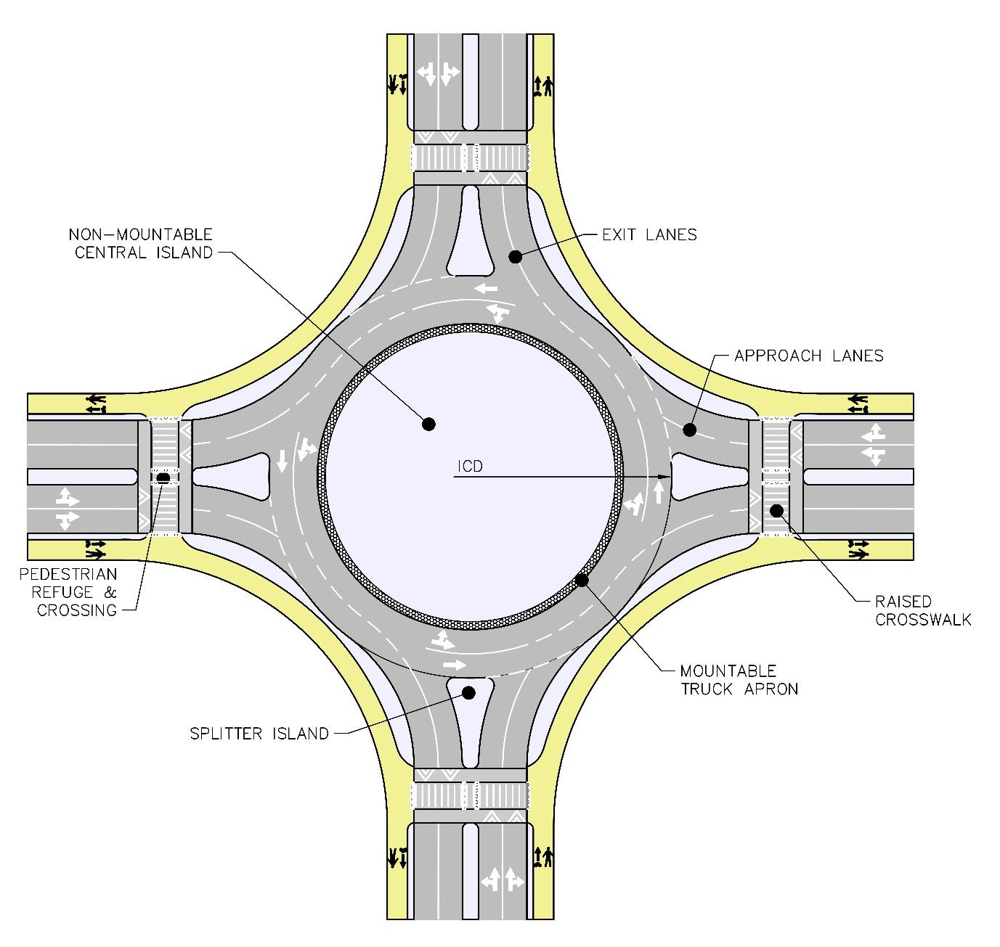 NON-MOUNTABLE
CENTRAL ISLAND
EXIT LANES
APPROACH LANES
ICD
PEDESTRIAN
REFUGE &
CROSSING
RAISED
CROSSWALK
MOUNTABLE
TRUCK APRON
SPLITTER ISLAND